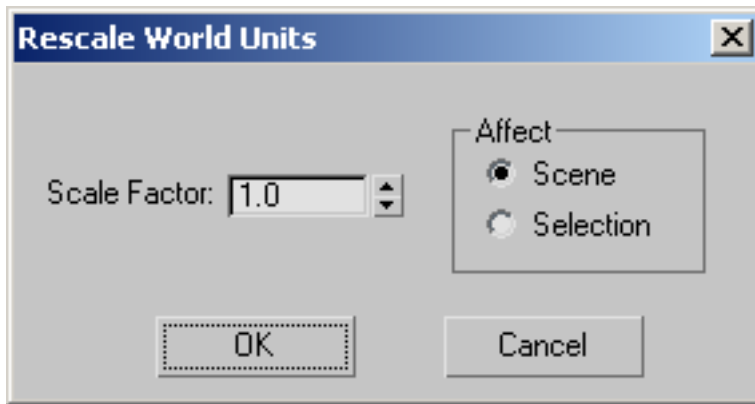 Rescale World Units
Scale Factor: 1.0
Affect
Scene
Selection
OK
Cancel